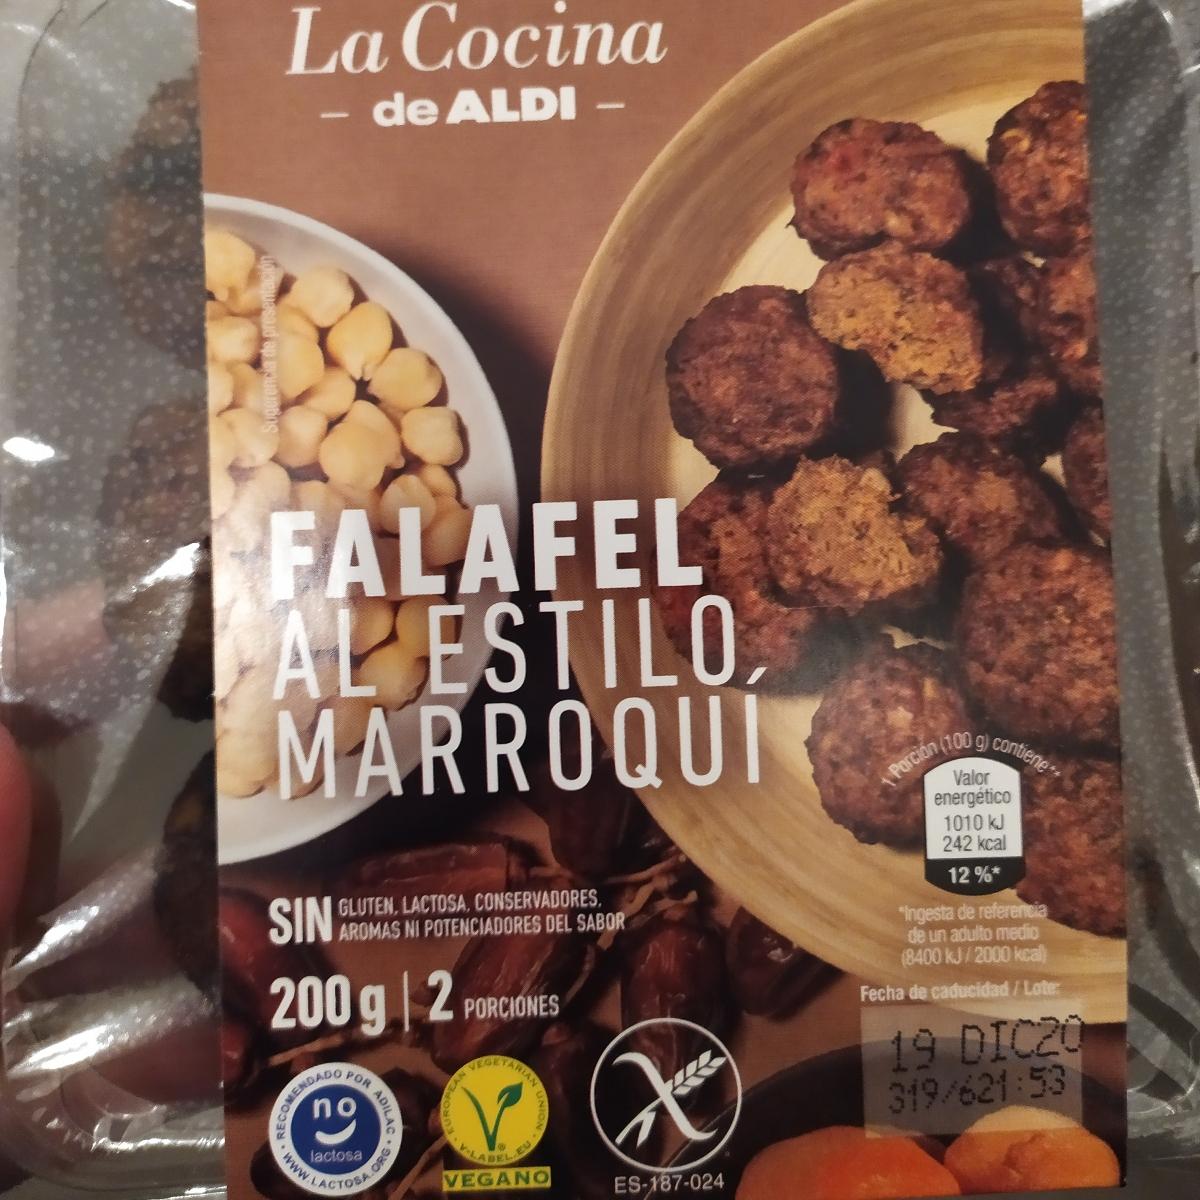 La Cocina
de ALDI
Sugerencia de presentación
FALAFEL
AL ESTILO
MARROQUÍ
1 Porción (100 g) contiene**
Valor
energético
1010 kJ
242 kcal
12 %*
*Ingesta de referencia
de un adulto medio
(8400 kJ / 2000 kcal)
SIN GLUTEN, LACTOSA, CONSERVADORES,
AROMAS NI POTENCIADORES DEL SABOR
200 g | 2 PORCIONES
Fecha de caducidad / Lote:
19 DIC20
319/621:53
RECOMENDADO POR ADILAC
no
lactosa
WWW.LACTOSA.ORG
EUROPEAN VEGETARIAN UNION
V-LABEL.EU
VEGANO
ES-187-024